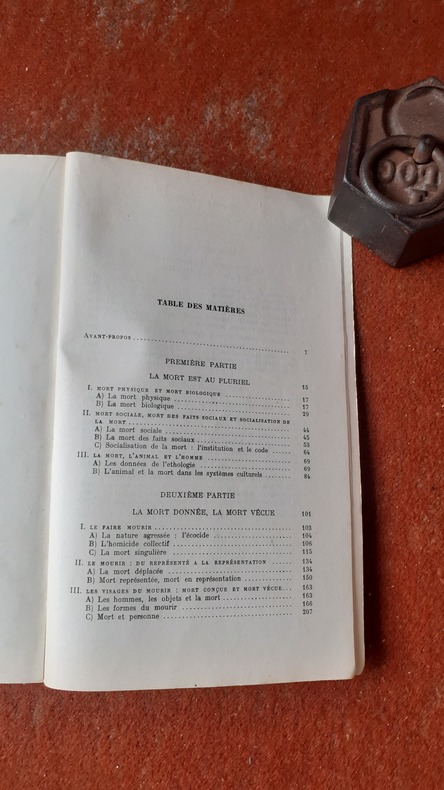 TABLE DES MATIÈRES
AVANT-PROPOS 7
PREMIÈRE PARTIE
LA MORT EST AU PLURIEL 15
I. MORT PHYSIQUE ET MORT BIOLOGIQUE 17
A) La mort physique 17
B) La mort biologique 29
II. MORT SOCIALE, MORT DES FAITS SOCIAUX ET SOCIALISATION DE
LA MORT 44
A) La mort sociale 45
B) La mort des faits sociaux 53
C) Socialisation de la mort : l'institution et le code 64
III. LA MORT, L'ANIMAL ET L'HOMME 69
A) Les données de l'ethologie 69
B) L'animal et la mort dans les systèmes culturels 84
DEUXIÈME PARTIE
LA MORT DONNÉE, LA MORT VÉCUE 101
I. LE FAIRE MOURIR 103
A) La nature agressée : l'écocide 104
B) L'homicide collectif 106
C) La mort singulière 115
II. LE MOURIR : DU REPRÉSENTÉ A LA REPRÉSENTATION 134
A) La mort déplacée 134
B) Mort représentée, mort en représentation 150
III. LES VISAGES DU MOURIR : MORT CONÇUE ET MORT VÉCUE 163
A) Les hommes, les objets et la mort 163
B) Les formes du mourir 166
C) Mort et personne 207